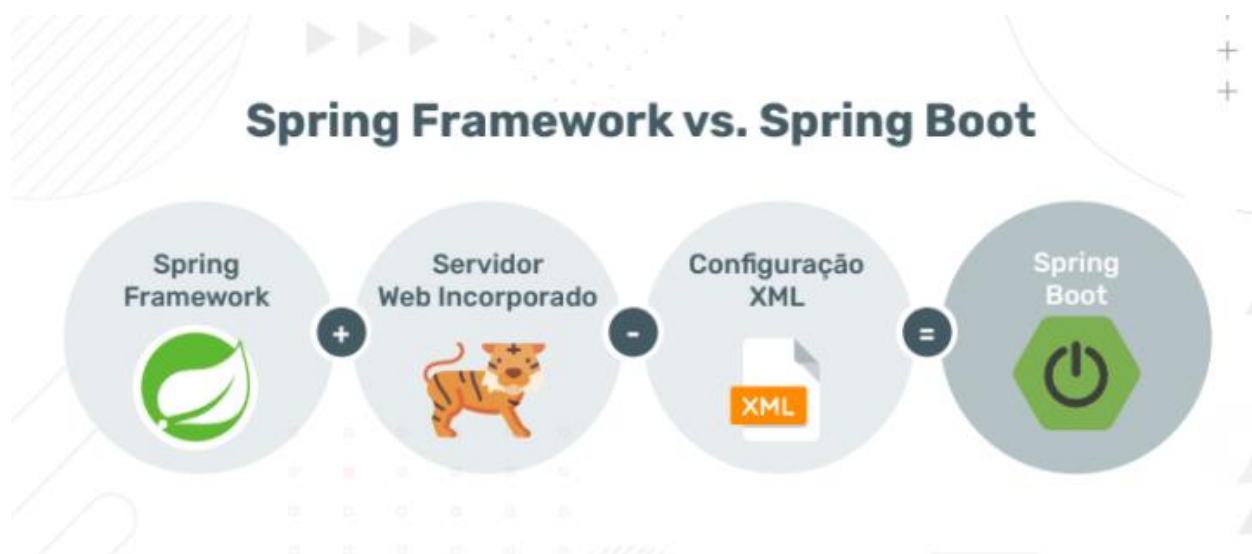 Spring Framework vs. Spring Boot
Spring
Framework
+
Servidor
Web Incorporado
-
Configuração
XML
XML
=
Spring
Boot